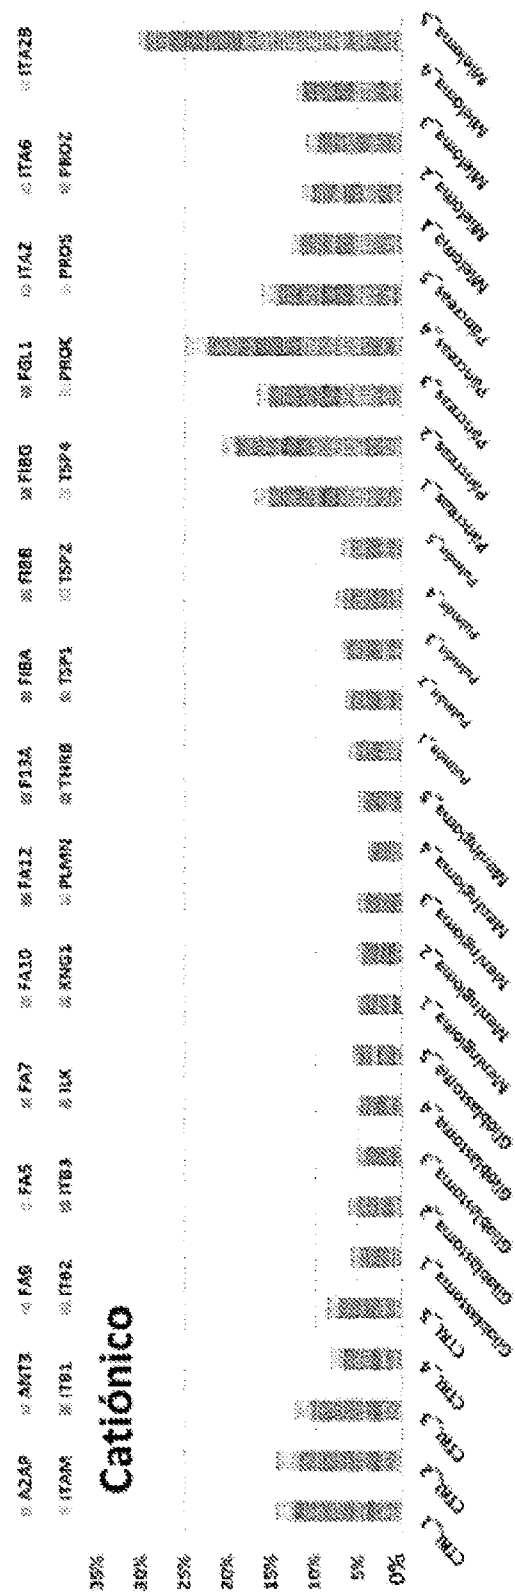 A2AP ANT3 FA9 FA5 FA7 FA10 FA12 F13A FIBA FIBB FIBG FGL1 ITA2 ITA6 ITA2B
ITAM ITB1 ITB2 ITB3 ILK KNG1 PLMN THRB TSP1 TSP2 TSP4 PROC PROS PROZ
Catiónico
35%
30%
25%
20%
15%
10%
5%
0%
CTRL_1 CTRL_2 CTRL_3 CTRL_4 CTRL_5 Glioblastoma_1 Glioblastoma_2 Glioblastoma_3 Glioblastoma_4 Glioblastoma_5 Meningioma_1 Meningioma_2 Meningioma_3 Meningioma_4 Meningioma_5 Pulmón_1 Pulmón_2 Pulmón_3 Pulmón_4 Pulmón_5 Páncreas_1 Páncreas_2 Páncreas_3 Páncreas_4 Páncreas_5 Mieloma_1 Mieloma_2 Mieloma_3 Mieloma_4 Mieloma_5